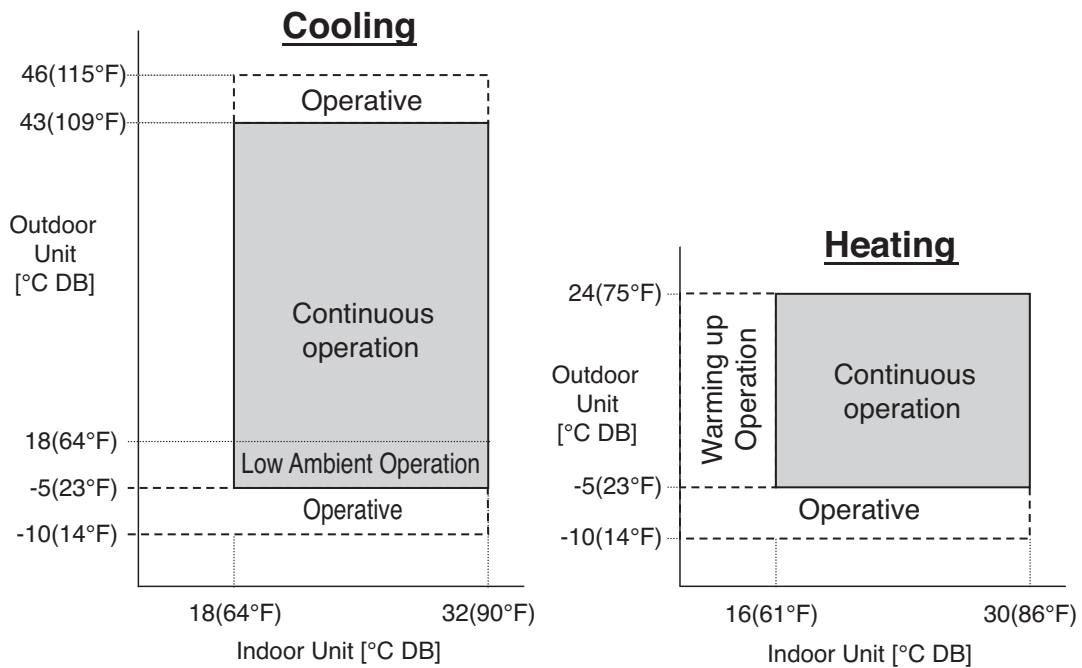 Cooling
46(115°F)
Operative
43(109°F)
Outdoor
Unit
[°C DB]
Continuous
operation
18(64°F)
Low Ambient Operation
-5(23°F)
Operative
-10(14°F)
18(64°F)
32(90°F)
Indoor Unit [°C DB]
Heating
24(75°F)
Warming up
Operation
Continuous
operation
Outdoor
Unit
[°C DB]
-5(23°F)
Operative
-10(14°F)
16(61°F)
30(86°F)
Indoor Unit [°C DB]